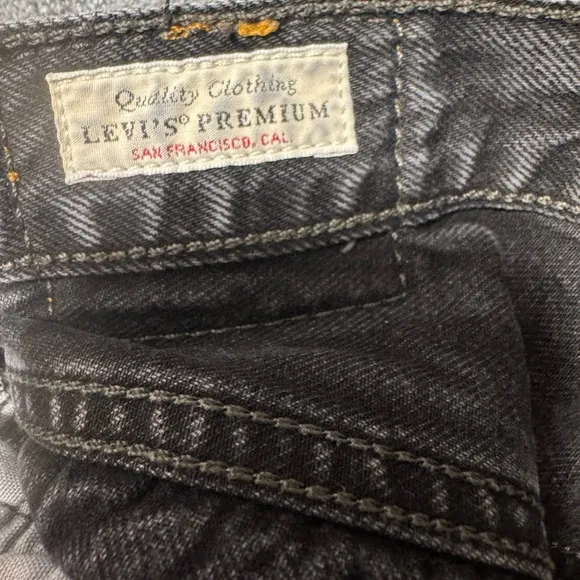 Quality Clothing
LEVI'S® PREMIUM
SAN FRANCISCO, CAL.